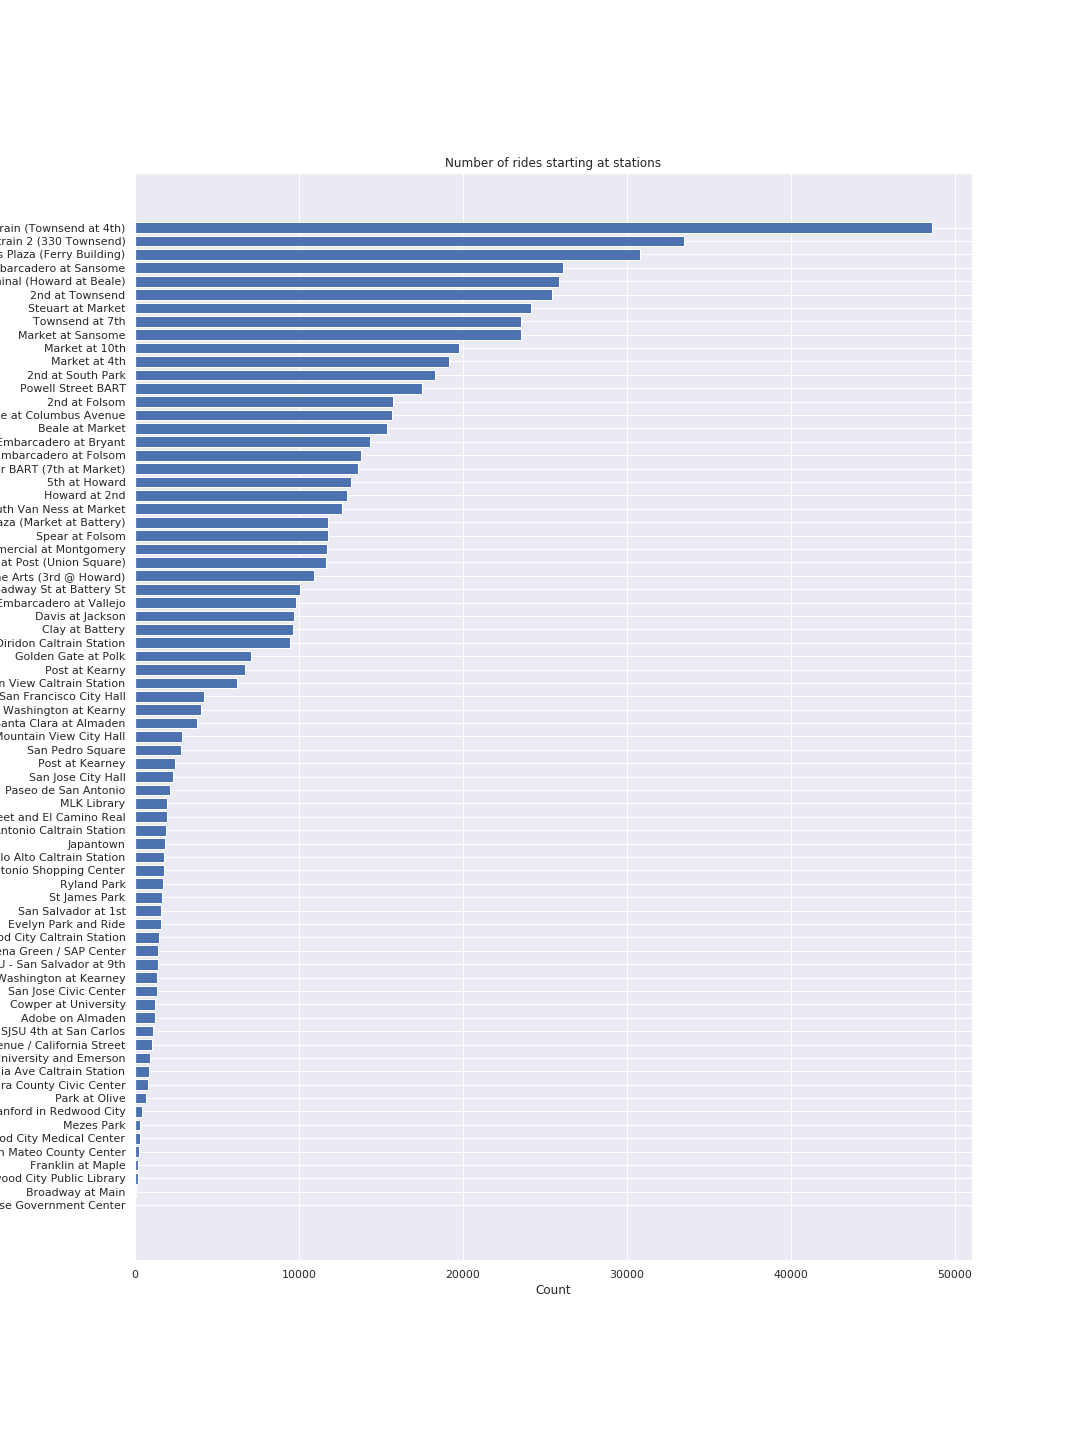 Number of rides starting at stations
rain (Townsend at 4th)
train 2 (330 Townsend)
s Plaza (Ferry Building)
barcadero at Sansome
inal (Howard at Beale)
2nd at Townsend
Steuart at Market
Townsend at 7th
Market at Sansome
Market at 10th
Market at 4th
2nd at South Park
Powell Street BART
2nd at Folsom
e at Columbus Avenue
Beale at Market
Embarcadero at Bryant
mbarcadero at Folsom
r BART (7th at Market)
5th at Howard
Howard at 2nd
uth Van Ness at Market
aza (Market at Battery)
Spear at Folsom
mercial at Montgomery
at Post (Union Square)
ne Arts (3rd @ Howard)
oadway St at Battery St
Embarcadero at Vallejo
Davis at Jackson
Clay at Battery
Diridon Caltrain Station
Golden Gate at Polk
Post at Kearny
n View Caltrain Station
San Francisco City Hall
Washington at Kearny
Santa Clara at Almaden
Mountain View City Hall
San Pedro Square
Post at Kearney
San Jose City Hall
Paseo de San Antonio
MLK Library
eet and El Camino Real
Antonio Caltrain Station
Japantown
lo Alto Caltrain Station
tonio Shopping Center
Ryland Park
St James Park
San Salvador at 1st
Evelyn Park and Ride
od City Caltrain Station
ena Green / SAP Center
U - San Salvador at 9th
Washington at Kearney
San Jose Civic Center
Cowper at University
Adobe on Almaden
SJSU 4th at San Carlos
enue / California Street
University and Emerson
ia Ave Caltrain Station
ra County Civic Center
Park at Olive
anford in Redwood City
Mezes Park
od City Medical Center
n Mateo County Center
Franklin at Maple
wood City Public Library
Broadway at Main
se Government Center
0 10000 20000 30000 40000 50000
Count